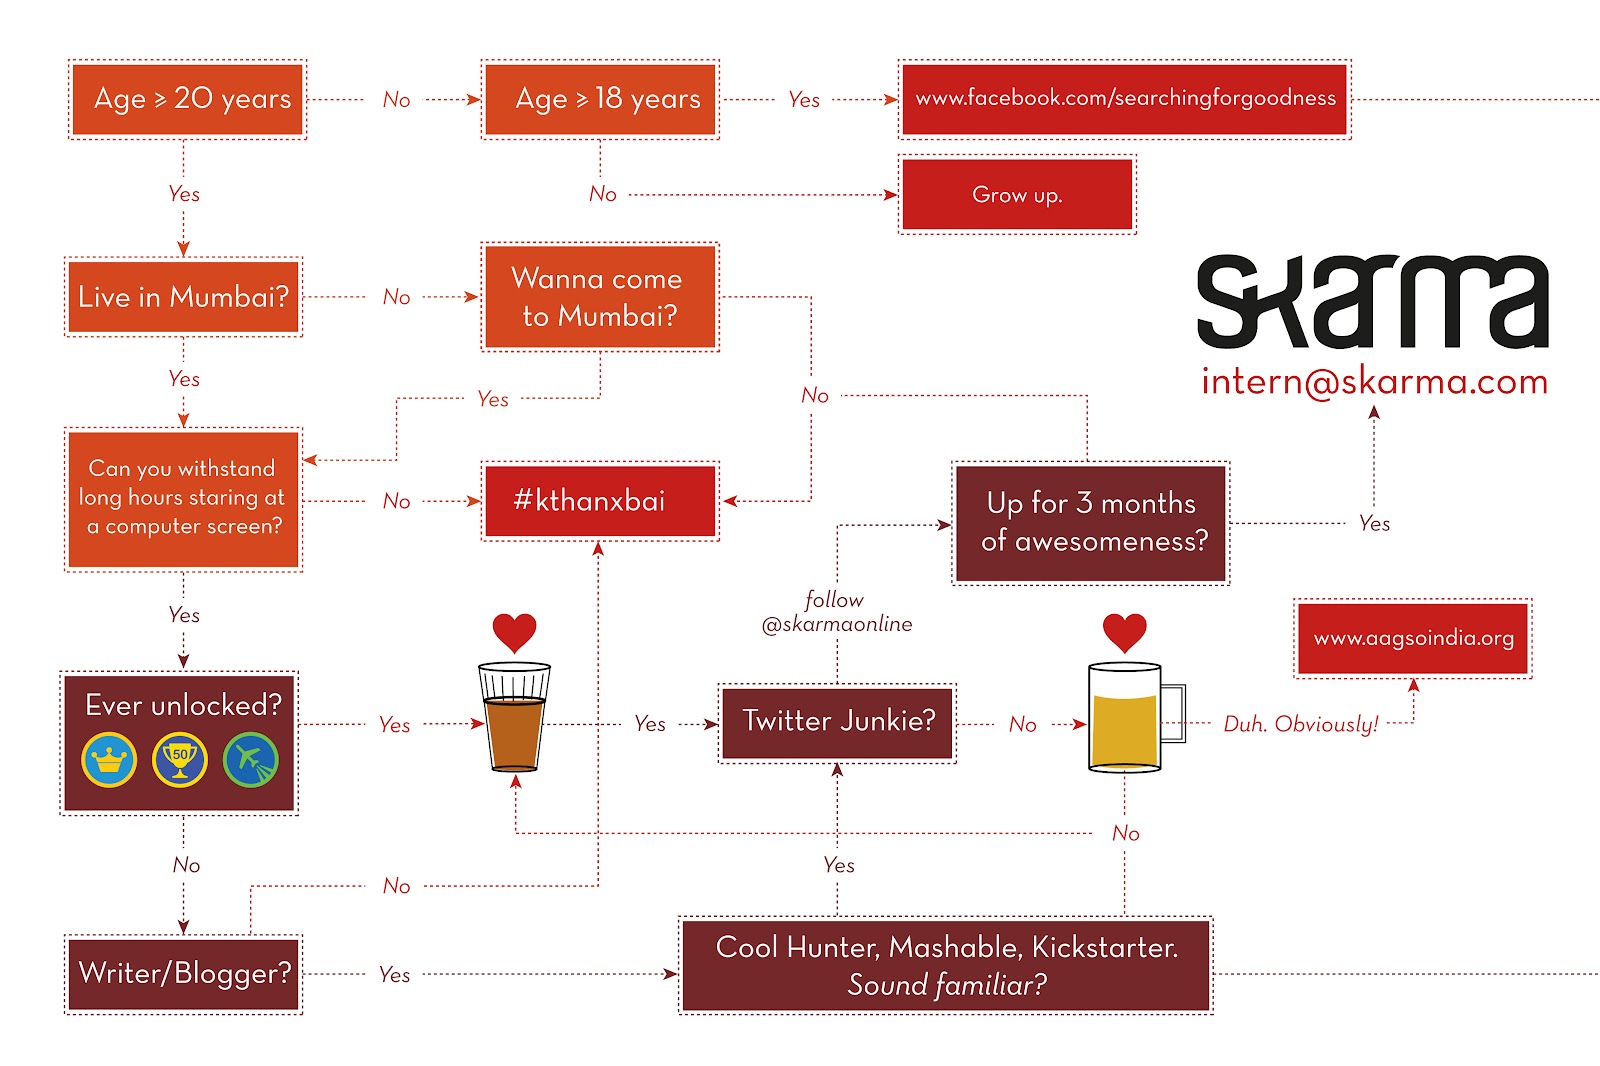 Age ≥ 20 years
No
Age ≥ 18 years
Yes
www.facebook.com/searchingforgoodness
Yes
No
Grow up.
Live in Mumbai?
No
Wanna come
to Mumbai?
skarma
intern@skarma.com
Yes
Yes
No
Can you withstand
long hours staring at
a computer screen?
No
#kthanxbai
Up for 3 months
of awesomeness?
Yes
Yes
follow
@skarmaonline
www.aagsoindia.org
Ever unlocked?
50
Yes
Yes
Twitter Junkie?
No
Duh. Obviously!
No
No
Yes
No
Writer/Blogger?
Yes
Cool Hunter, Mashable, Kickstarter.
Sound familiar?